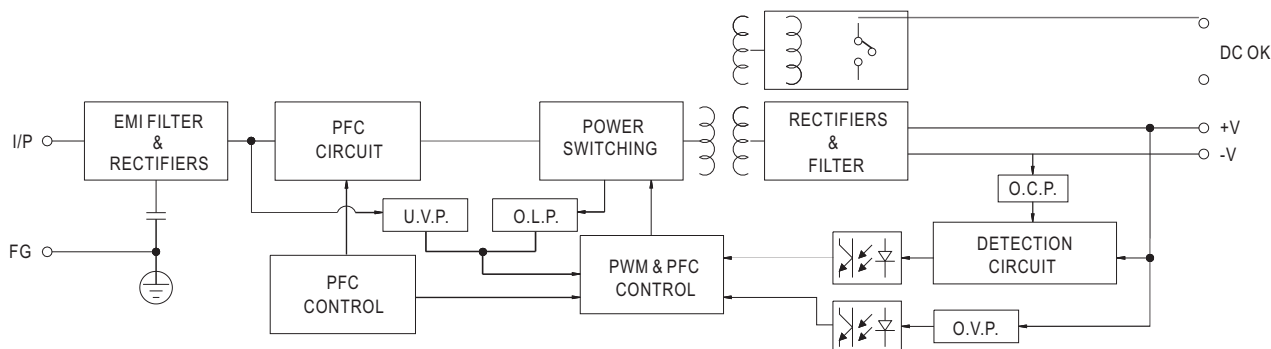 DC OK
I/P
EMI FILTER
&
RECTIFIERS
PFC
CIRCUIT
POWER
SWITCHING
RECTIFIERS
&
FILTER
+V
-V
O.C.P.
U.V.P.
O.L.P.
FG
PFC
CONTROL
PWM & PFC
CONTROL
DETECTION
CIRCUIT
O.V.P.